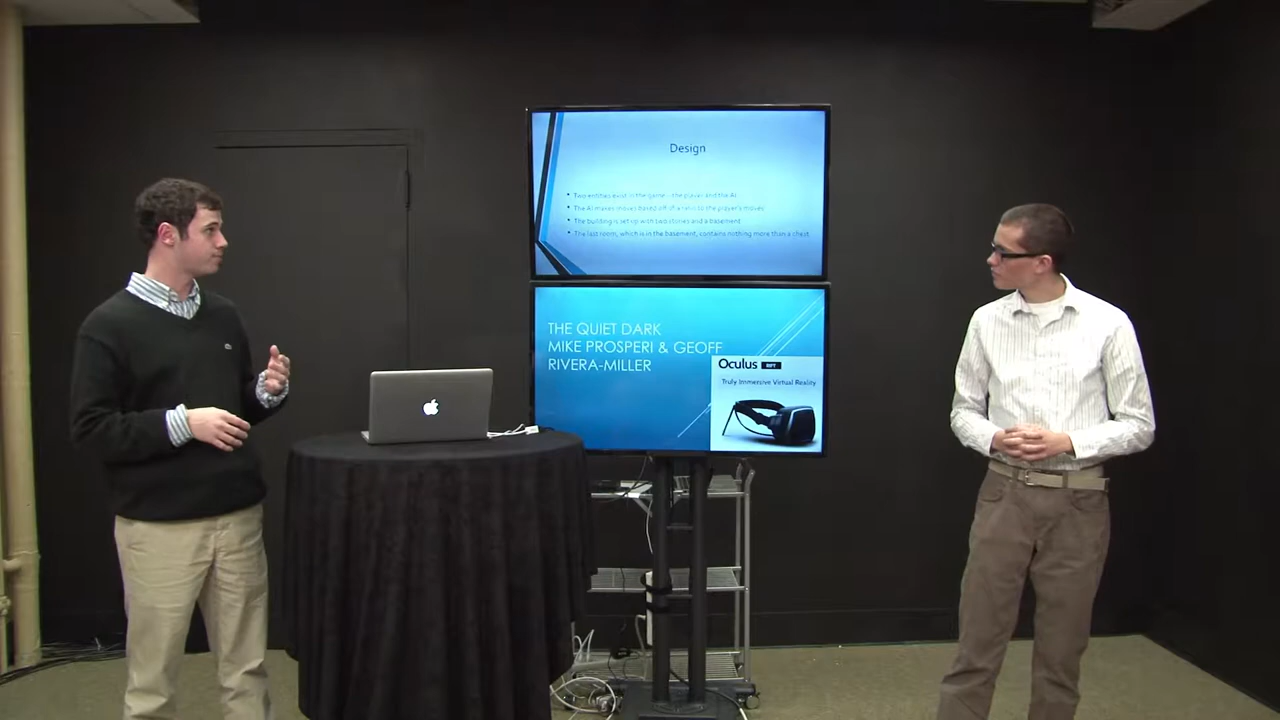 Design
• Two entities exist in the game – the player and the AI
• The AI makes moves based off of a ratio to the player's moves
• The building is set up with two stories and a basement
• The last room, which is in the basement, contains nothing more than a chest
THE QUIET DARK
MIKE PROSPERI & GEOFF
RIVERA-MILLER
Oculus RIFT
Truly Immersive Virtual Reality